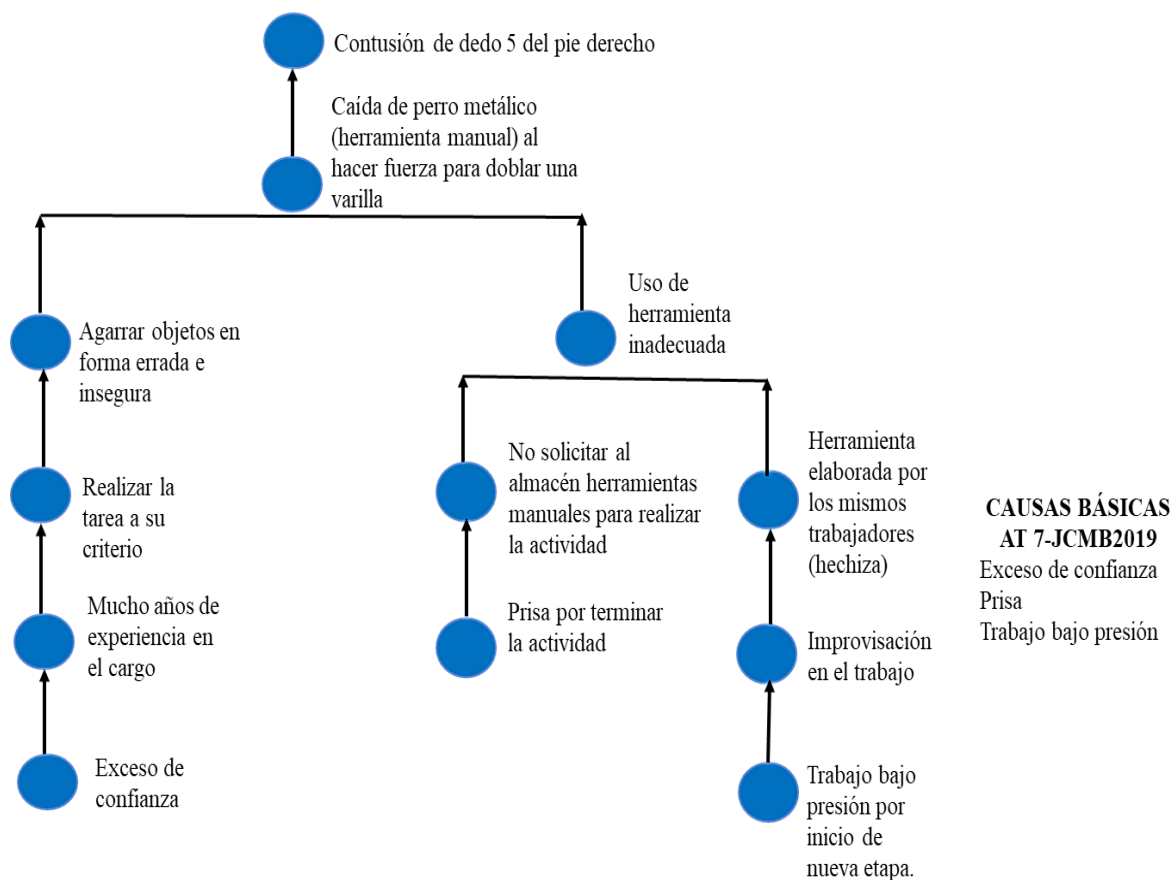 Contusión de dedo 5 del pie derecho
Caída de perro metálico
(herramienta manual) al
hacer fuerza para doblar una
varilla
Agarrar objetos en
forma errada e
insegura
Uso de
herramienta
inadecuada
Realizar la
tarea a su
criterio
No solicitar al
almacén herramientas
manuales para realizar
la actividad
Herramienta
elaborada por
los mismos
trabajadores
(hechiza)
Mucho años de
experiencia en
el cargo
Prisa por terminar
la actividad
Improvisación
en el trabajo
Exceso de
confianza
Trabajo bajo
presión por
inicio de
nueva etapa.
CAUSAS BÁSICAS
AT 7-JCMB2019
Exceso de confianza
Prisa
Trabajo bajo presión